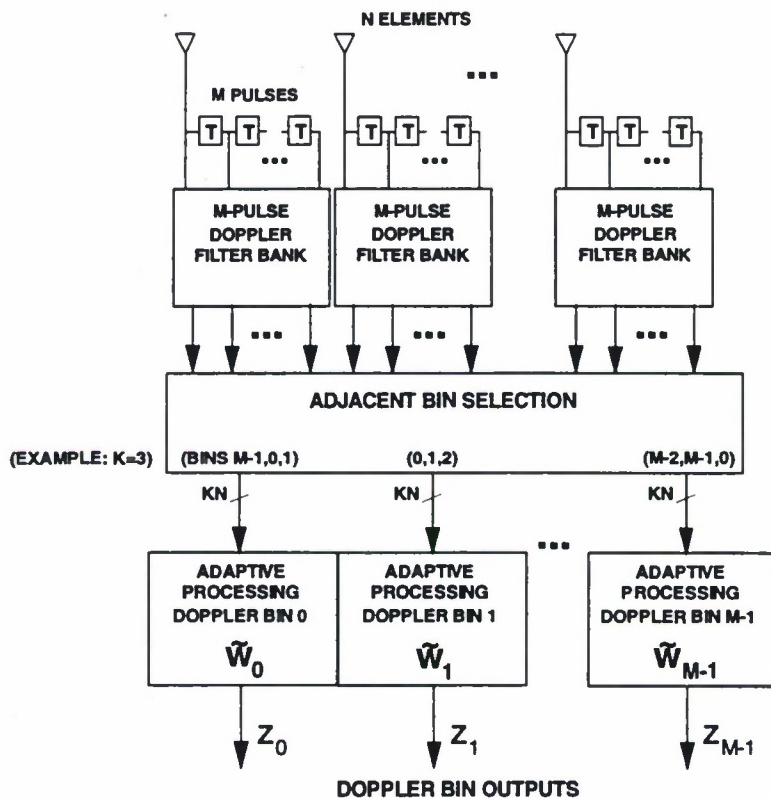 N ELEMENTS
M PULSES
T T T T T T T T T
M-PULSE DOPPLER FILTER BANK
M-PULSE DOPPLER FILTER BANK
M-PULSE DOPPLER FILTER BANK
ADJACENT BIN SELECTION
(EXAMPLE: K=3) (BINS M-1,0,1) (0,1,2) (M-2,M-1,0)
KN KN KN
ADAPTIVE PROCESSING DOPPLER BIN 0
W̃0
ADAPTIVE PROCESSING DOPPLER BIN 1
W̃1
ADAPTIVE PROCESSING DOPPLER BIN M-1
W̃M-1
Z0 Z1 ZM-1
DOPPLER BIN OUTPUTS